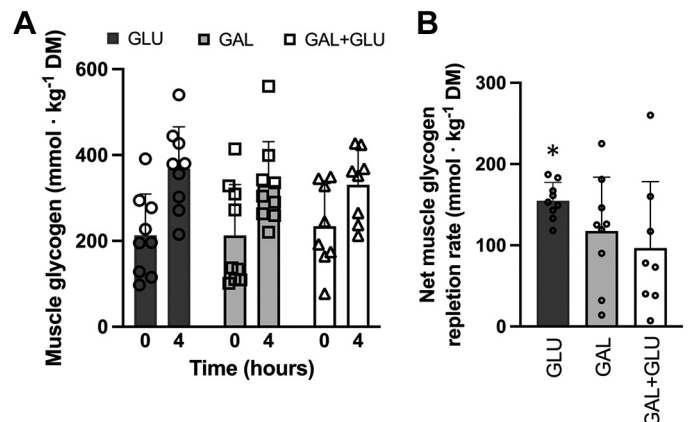 A
GLU GAL GAL+GLU
Muscle glycogen (mmol · kg⁻¹ DM)
600
400
200
0
0 4 0 4 0 4
Time (hours)
B
Net muscle glycogen
repletion rate (mmol · kg⁻¹ DM)
300
200
100
0
*
GLU
GAL
GAL+GLU